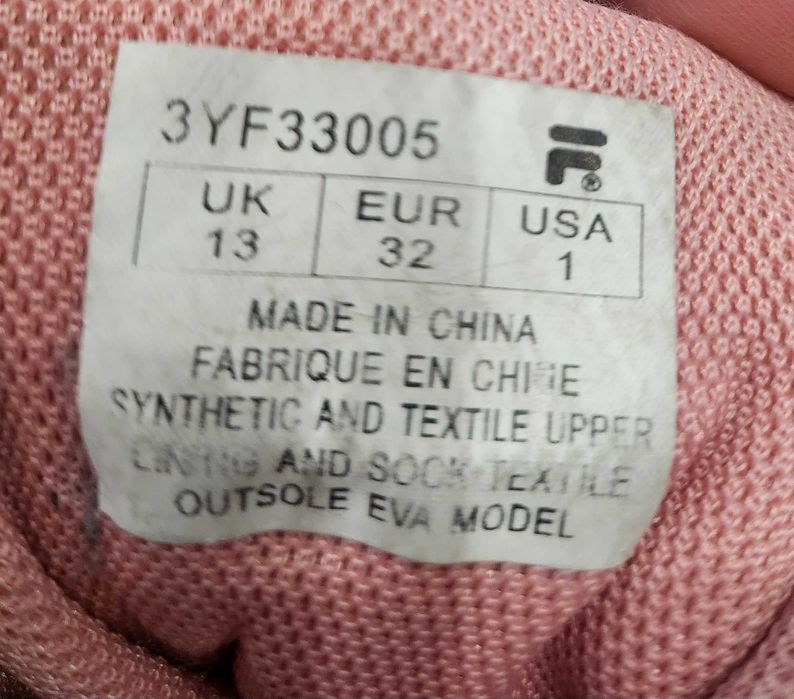 3YF33005
UK EUR USA
13 32 1
MADE IN CHINA
FABRIQUE EN CHINE
SYNTHETIC AND TEXTILE UPPER
LINING AND SOCK TEXTILE
OUTSOLE EVA MODEL